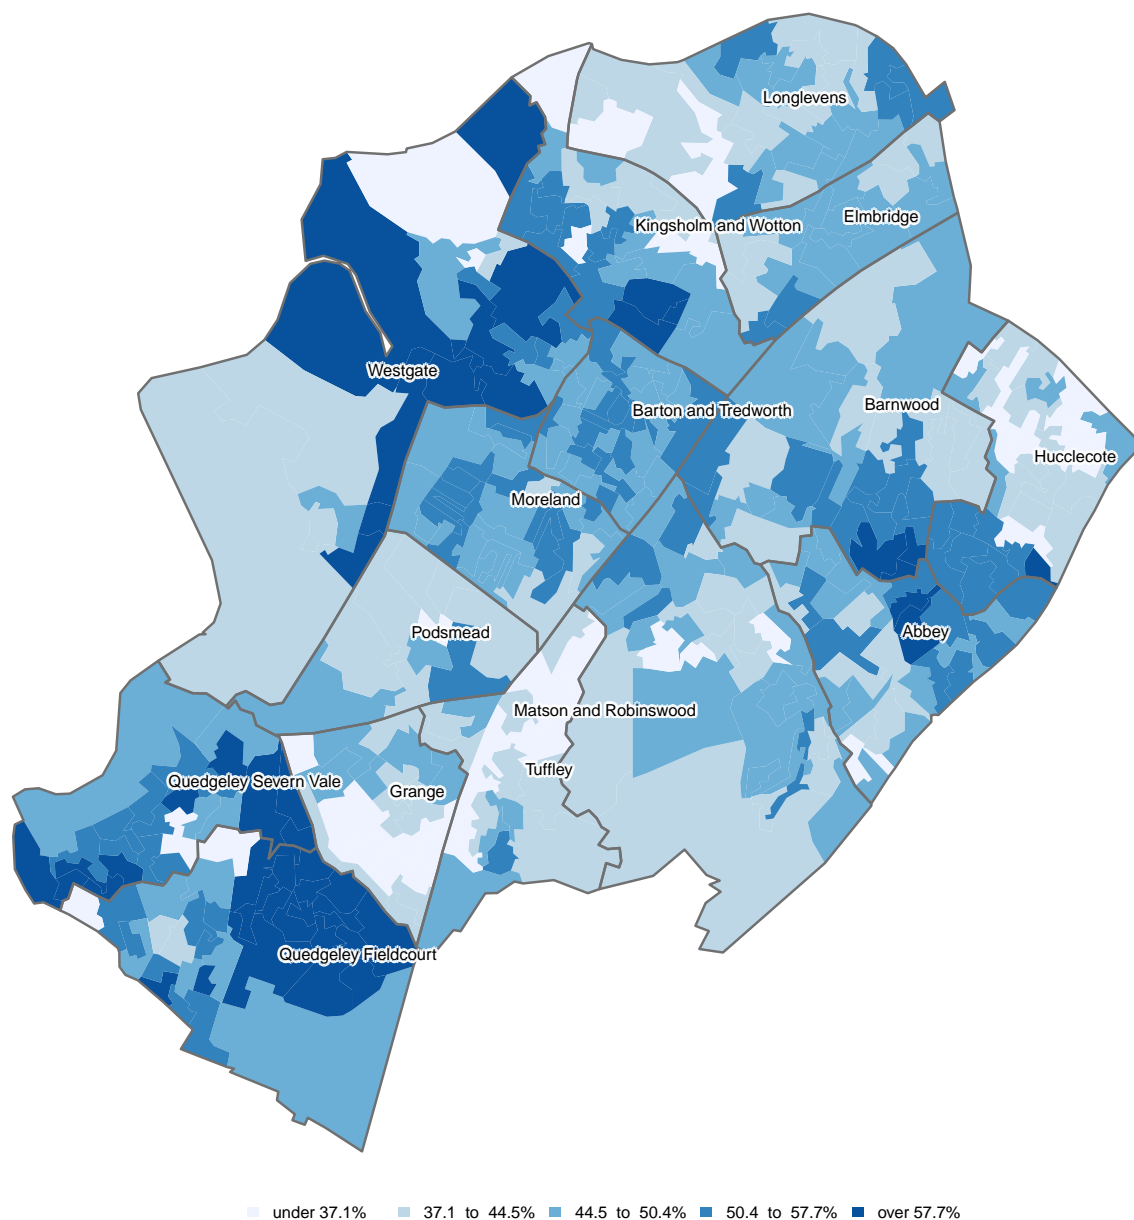 Longlevens
Elmbridge
Kingsholm and Wotton
Westgate
Barton and Tredworth
Barnwood
Hucclecote
Moreland
Podsmead
Abbey
Matson and Robinswood
Tuffley
Quedgeley Severn Vale
Grange
Quedgeley Fieldcourt
under 37.1% 37.1 to 44.5% 44.5 to 50.4% 50.4 to 57.7% over 57.7%